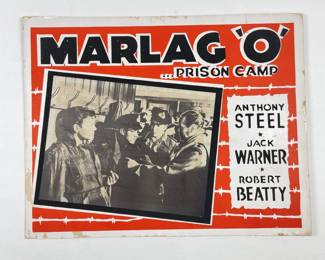 MARLAG 'O'
...PRISON CAMP
ANTHONY
STEEL
JACK
WARNER
ROBERT
BEATTY